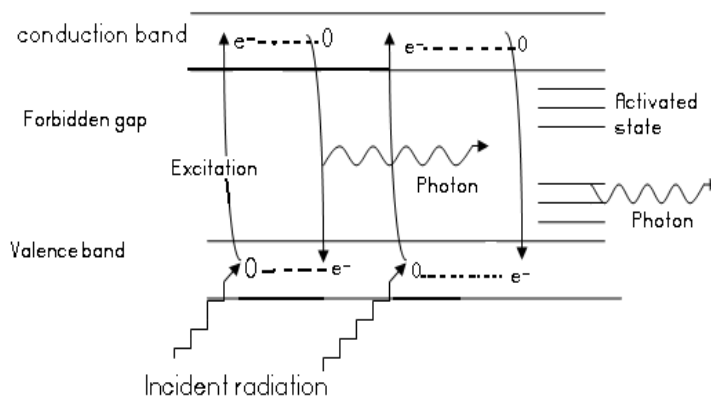 conduction band
e- 0 e- 0
Forbidden gap
Activated
state
Excitation
Photon
Photon
Valence band
0 e- 0 e-
Incident radiation